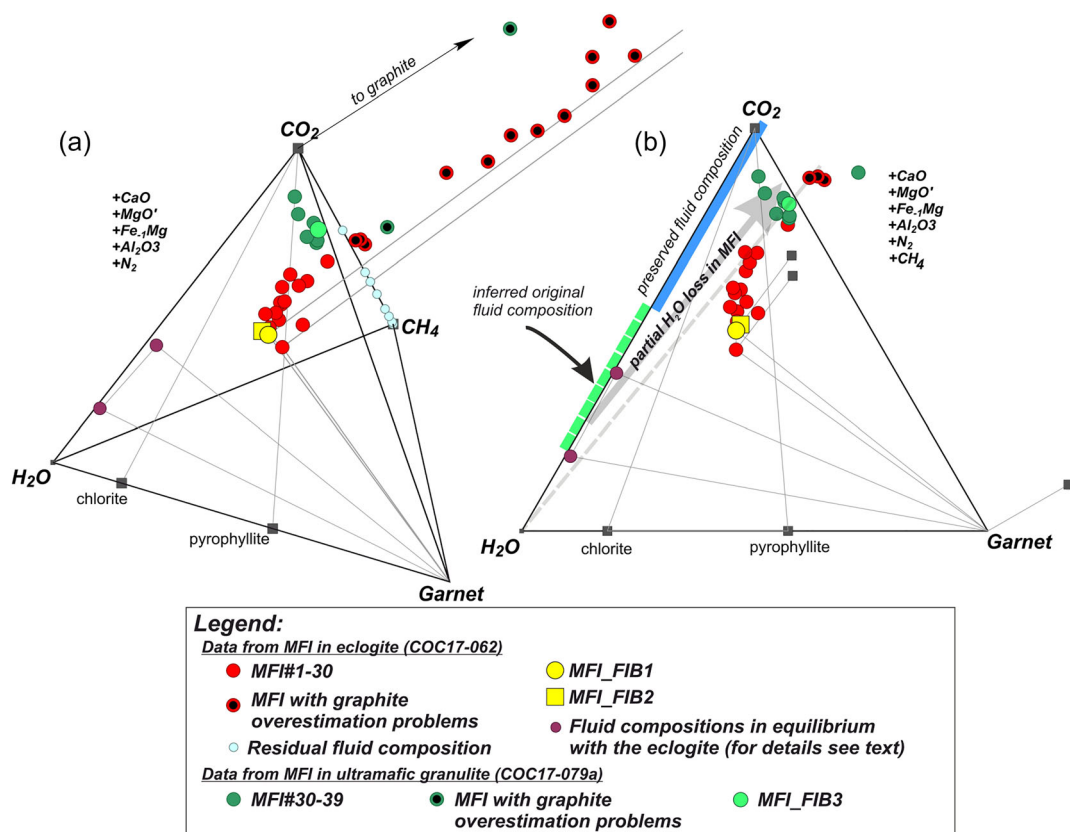 to graphite
(a)
CO₂
+CaO
+MgO'
+Fe₋₁Mg
+Al₂O3
+N₂
CH₄
H₂O
chlorite
pyrophyllite
Garnet
(b)
CO₂
+CaO
+MgO'
+Fe₋₁Mg
+Al₂O3
+N₂
+CH₄
preserved fluid composition
partial H₂O loss in MFI
inferred original
fluid composition
H₂O
chlorite
pyrophyllite
Garnet
Legend:
Data from MFI in eclogite (COC17-062)
MFI#1-30
MFI with graphite
overestimation problems
Residual fluid composition
MFI_FIB1
MFI_FIB2
Fluid compositions in equilibrium
with the eclogite (for details see text)
Data from MFI in ultramafic granulite (COC17-079a)
MFI#30-39
MFI with graphite
overestimation problems
MFI_FIB3